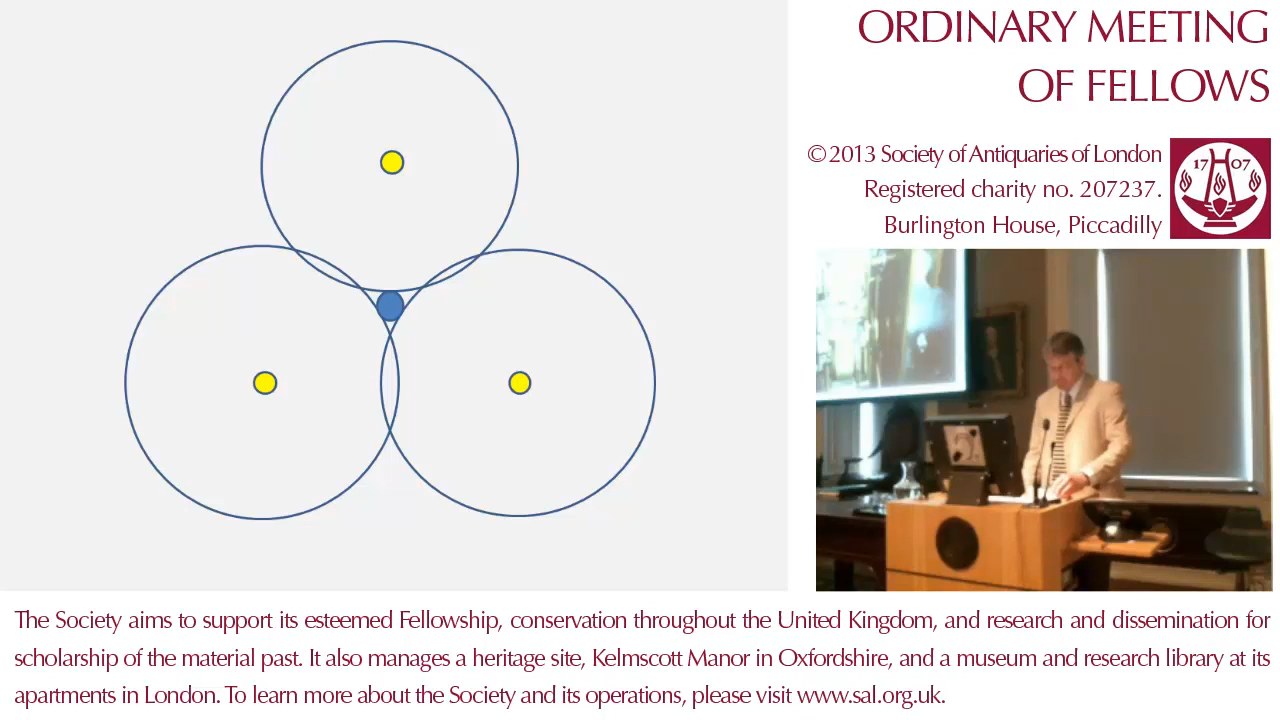 ORDINARY MEETING
OF FELLOWS
© 2013 Society of Antiquaries of London
Registered charity no. 207237.
Burlington House, Piccadilly
17 07
The Society aims to support its esteemed Fellowship, conservation throughout the United Kingdom, and research and dissemination for
scholarship of the material past. It also manages a heritage site, Kelmscott Manor in Oxfordshire, and a museum and research library at its
apartments in London. To learn more about the Society and its operations, please visit www.sal.org.uk.